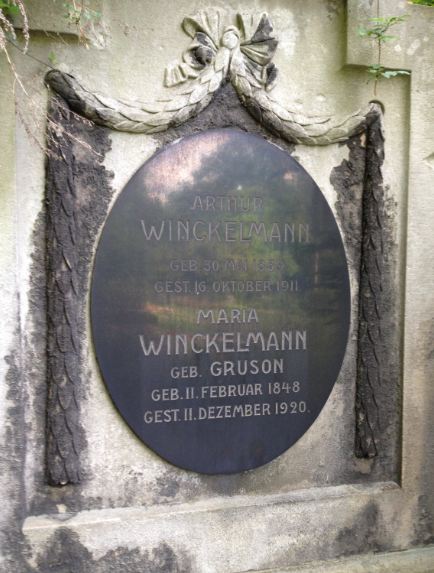 ARTHUR
WINCKELMANN
GEB. 30. MAI
GEST. 16. OKTOBER 1911
MARIA
WINCKELMANN
GEB. GRUSON
GEB. 11. FEBRUAR 1848
GEST. 11. DEZEMBER 1920.